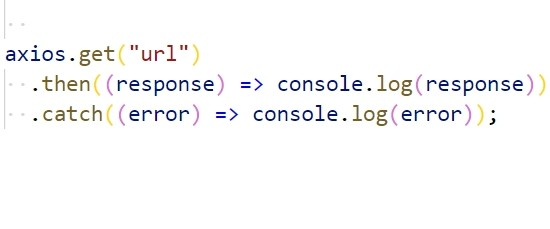 axios.get("url")
.then((response) => console.log(response))
.catch((error) => console.log(error));